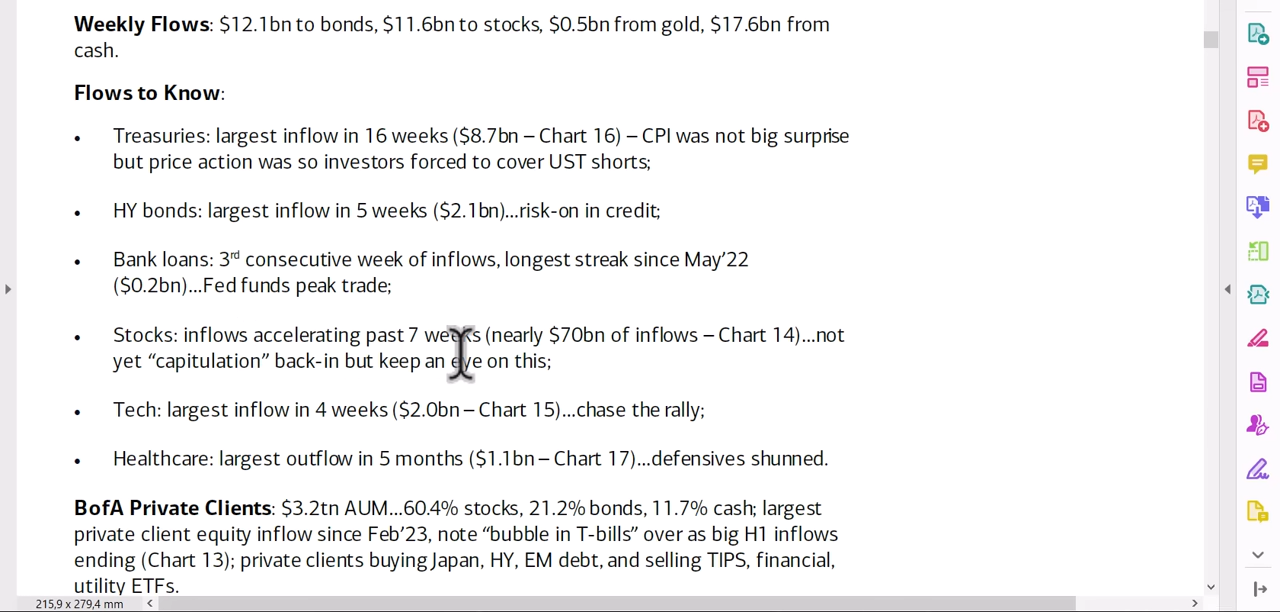 Weekly Flows: $12.1bn to bonds, $11.6bn to stocks, $0.5bn from gold, $17.6bn from
cash.
Flows to Know:
• Treasuries: largest inflow in 16 weeks ($8.7bn – Chart 16) – CPI was not big surprise
but price action was so investors forced to cover UST shorts;
• HY bonds: largest inflow in 5 weeks ($2.1bn)...risk-on in credit;
• Bank loans: 3rd consecutive week of inflows, longest streak since May'22
($0.2bn)...Fed funds peak trade;
• Stocks: inflows accelerating past 7 weeks (nearly $70bn of inflows – Chart 14)...not
yet “capitulation” back-in but keep an eye on this;
• Tech: largest inflow in 4 weeks ($2.0bn – Chart 15)...chase the rally;
• Healthcare: largest outflow in 5 months ($1.1bn – Chart 17)...defensives shunned.
BofA Private Clients: $3.2tn AUM...60.4% stocks, 21.2% bonds, 11.7% cash; largest
private client equity inflow since Feb'23, note “bubble in T-bills” over as big H1 inflows
ending (Chart 13); private clients buying Japan, HY, EM debt, and selling TIPS, financial,
utility ETFs.
215,9 x 279,4 mm